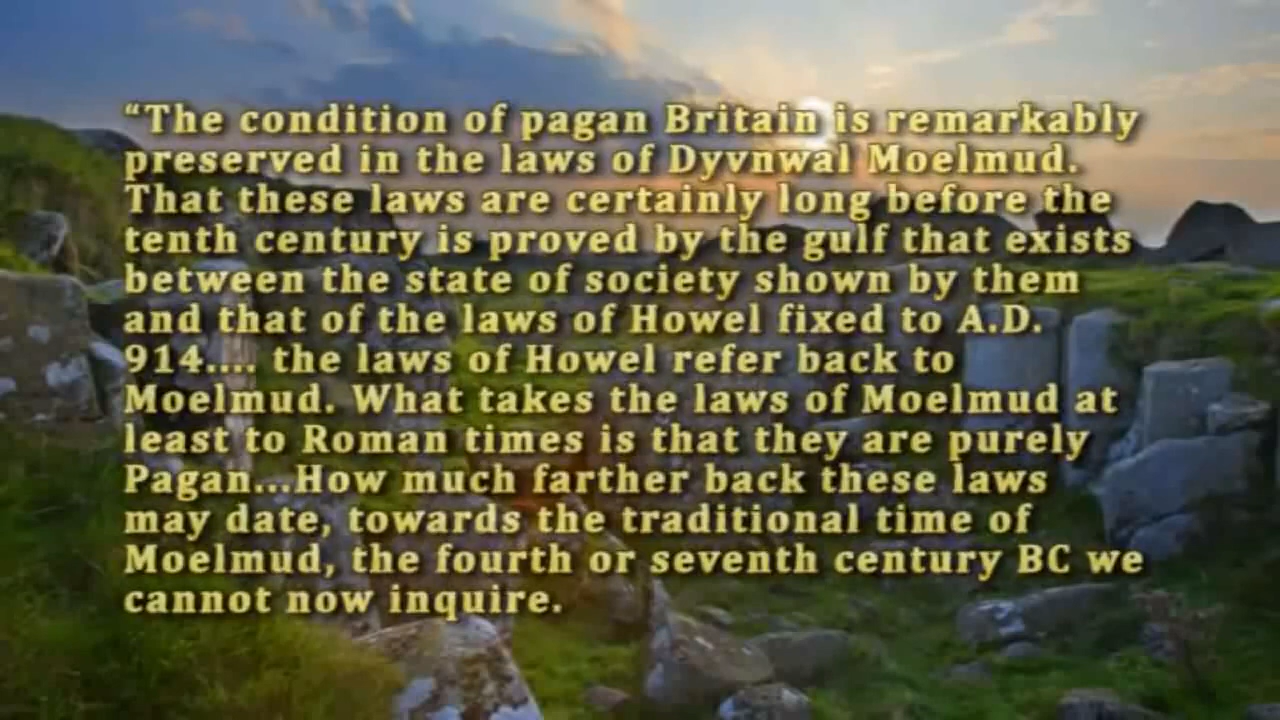 “The condition of pagan Britain is remarkably
preserved in the laws of Dyvnwal Moelmud.
That these laws are certainly long before the
tenth century is proved by the gulf that exists
between the state of society shown by them
and that of the laws of Howel fixed to A.D.
914.... the laws of Howel refer back to
Moelmud. What takes the laws of Moelmud at
least to Roman times is that they are purely
Pagan...How much farther back these laws
may date, towards the traditional time of
Moelmud, the fourth or seventh century BC we
cannot now inquire.